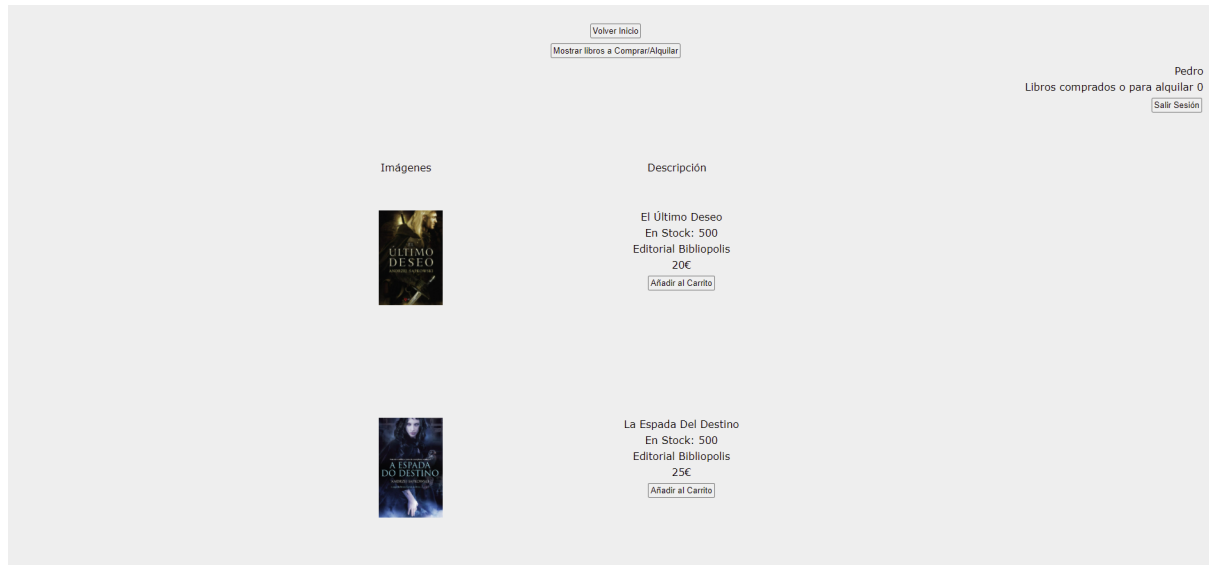 Volver Inicio
Mostrar libros a Comprar/Alquilar
Pedro
Libros comprados o para alquilar 0
Salir Sesión
Imágenes
Descripción
ÚLTIMO
DESEO
El Último Deseo
En Stock: 500
Editorial Bibliopolis
20€
Añadir al Carrito
A ESPADA
DO DESTINO
La Espada Del Destino
En Stock: 500
Editorial Bibliopolis
25€
Añadir al Carrito